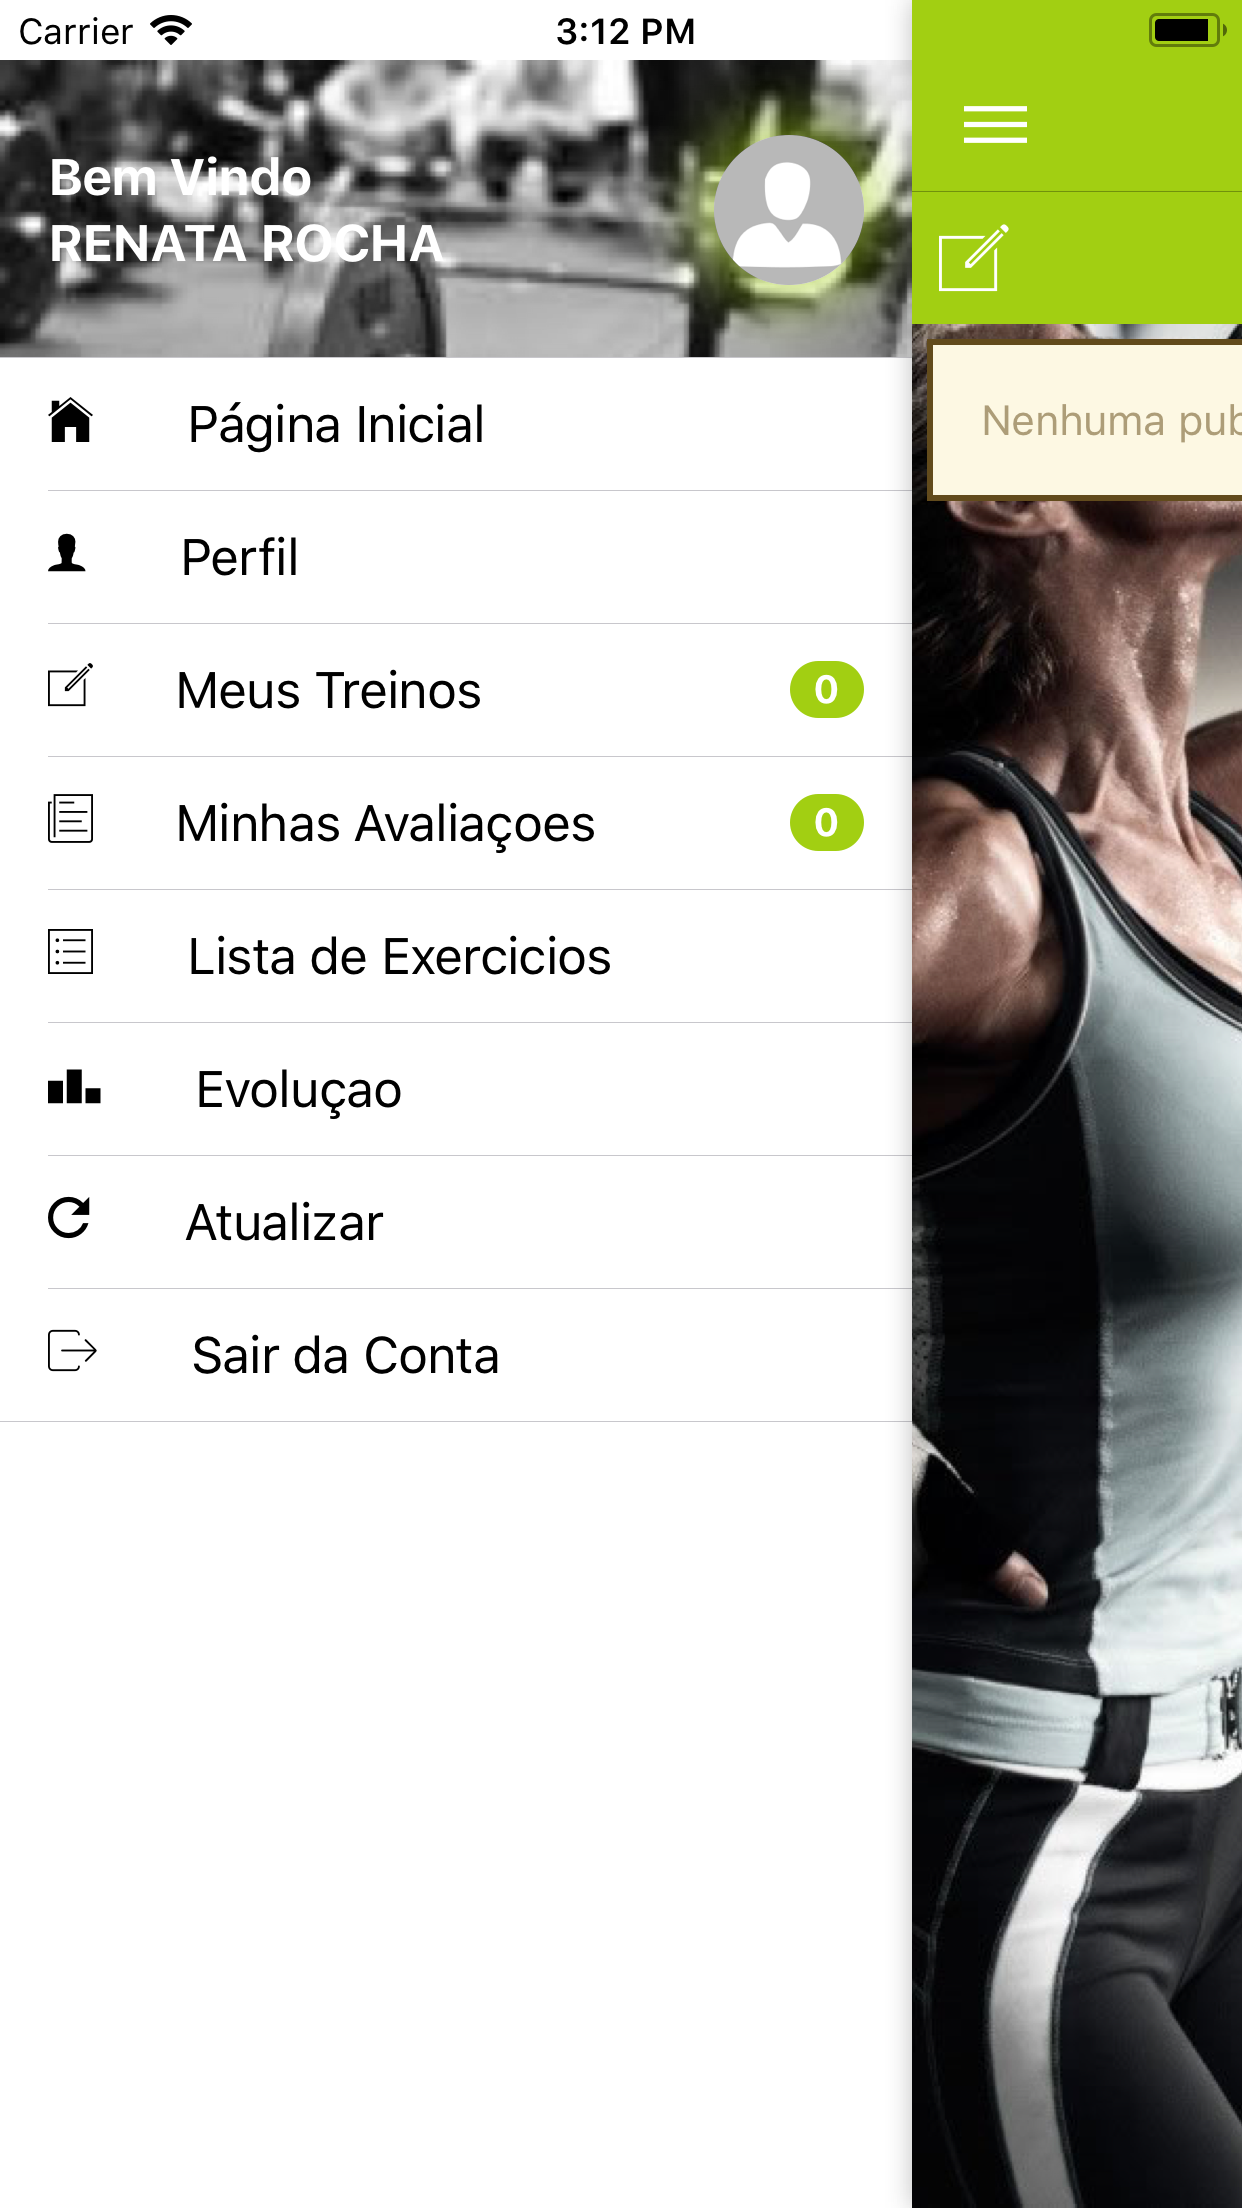 Carrier 3:12 PM
Bem Vindo
RENATA ROCHA
Nenhuma pub
Página Inicial
Perfil
Meus Treinos 0
Minhas Avaliaçoes 0
Lista de Exercicios
Evoluçao
Atualizar
Sair da Conta